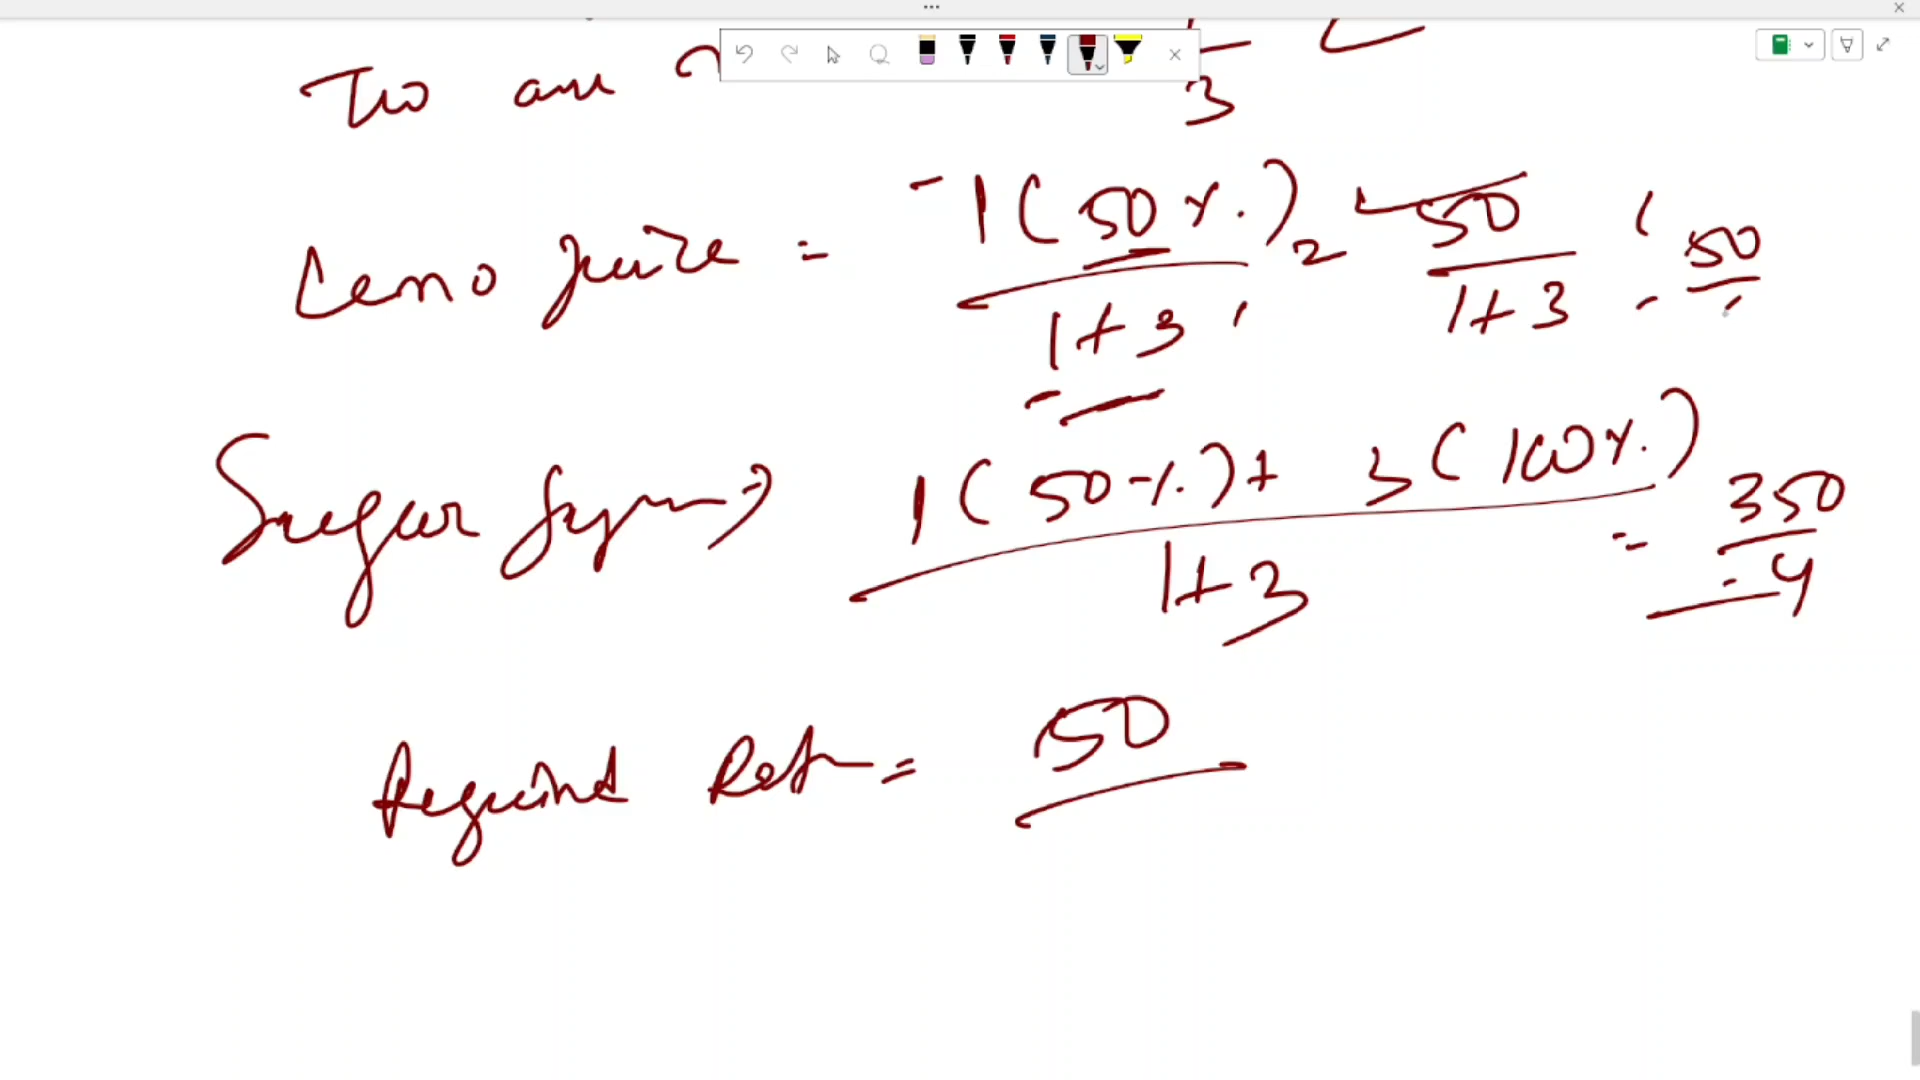 Two are
3
Lemo juice = 1(50%.) 2 50 50
1+3 1+3
Sugar Syrup ⇒ 1(50%.)+ 3(100%.) = 350
1+3 4
Required Rat = 50